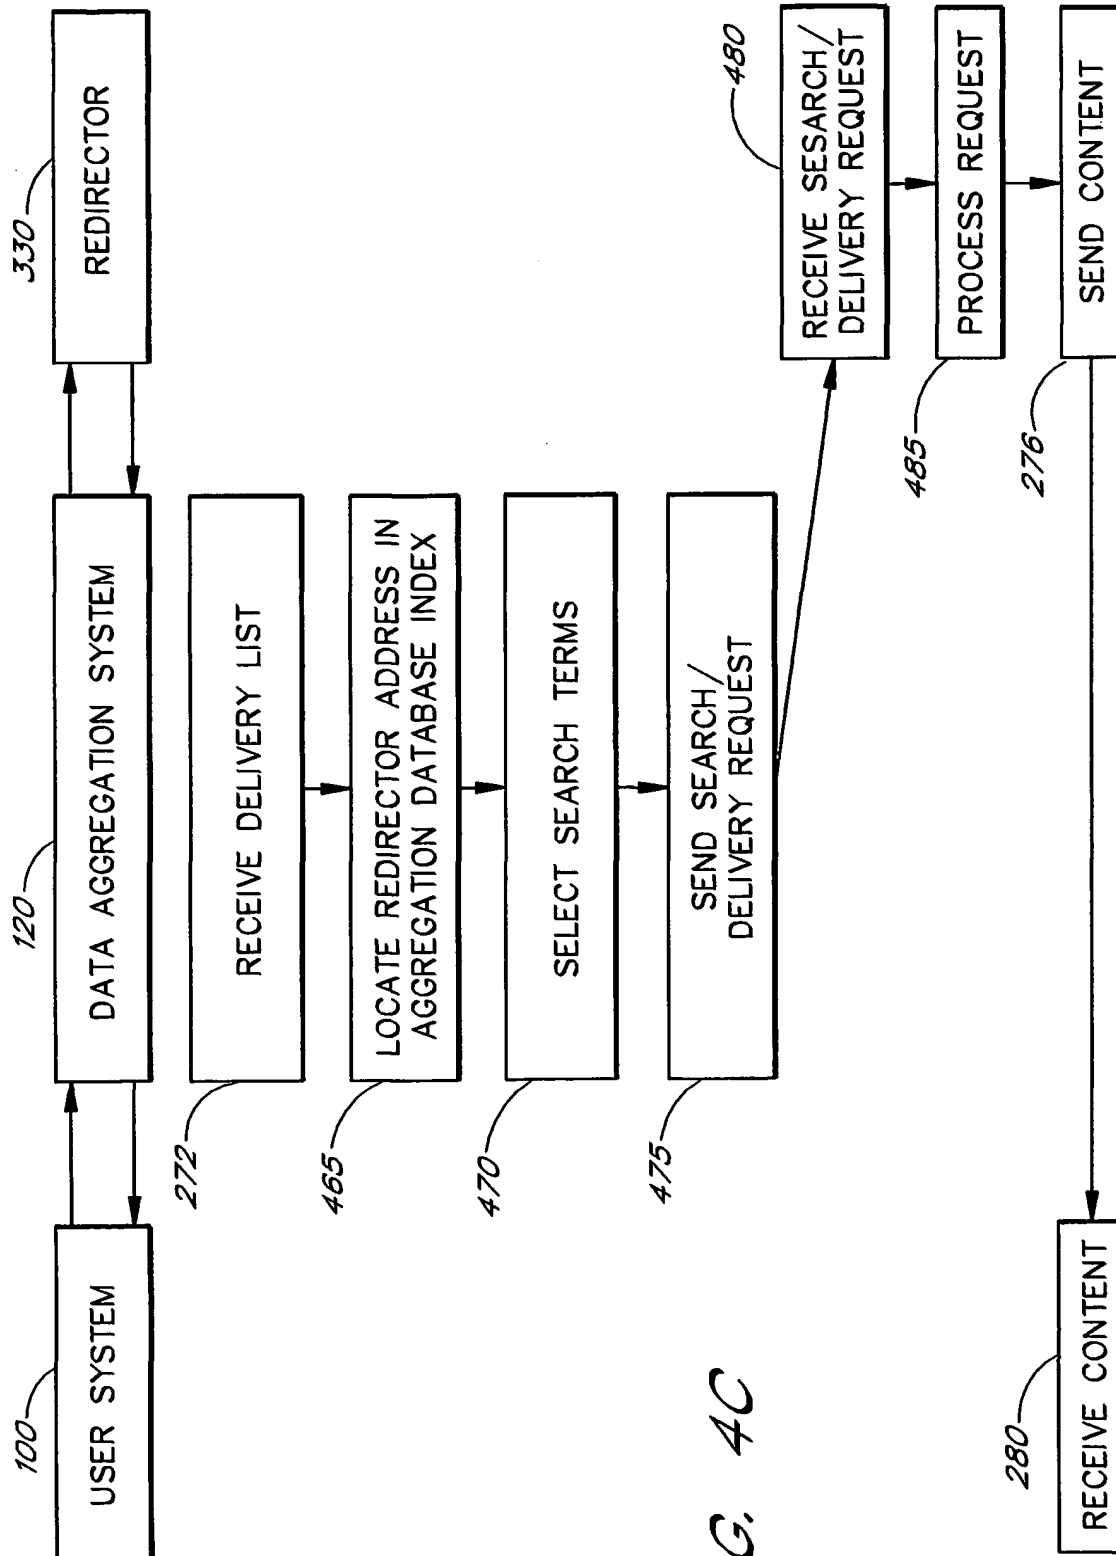 100
USER SYSTEM
120
DATA AGGREGATION SYSTEM
330
REDIRECTOR
272
RECEIVE DELIVERY LIST
465
LOCATE REDIRECTOR ADDRESS IN
AGGREGATION DATABASE INDEX
470
SELECT SEARCH TERMS
475
SEND SEARCH/
DELIVERY REQUEST
480
RECEIVE SESARCH/
DELIVERY REQUEST
485
PROCESS REQUEST
276
SEND CONTENT
280
RECEIVE CONTENT
G. 4C